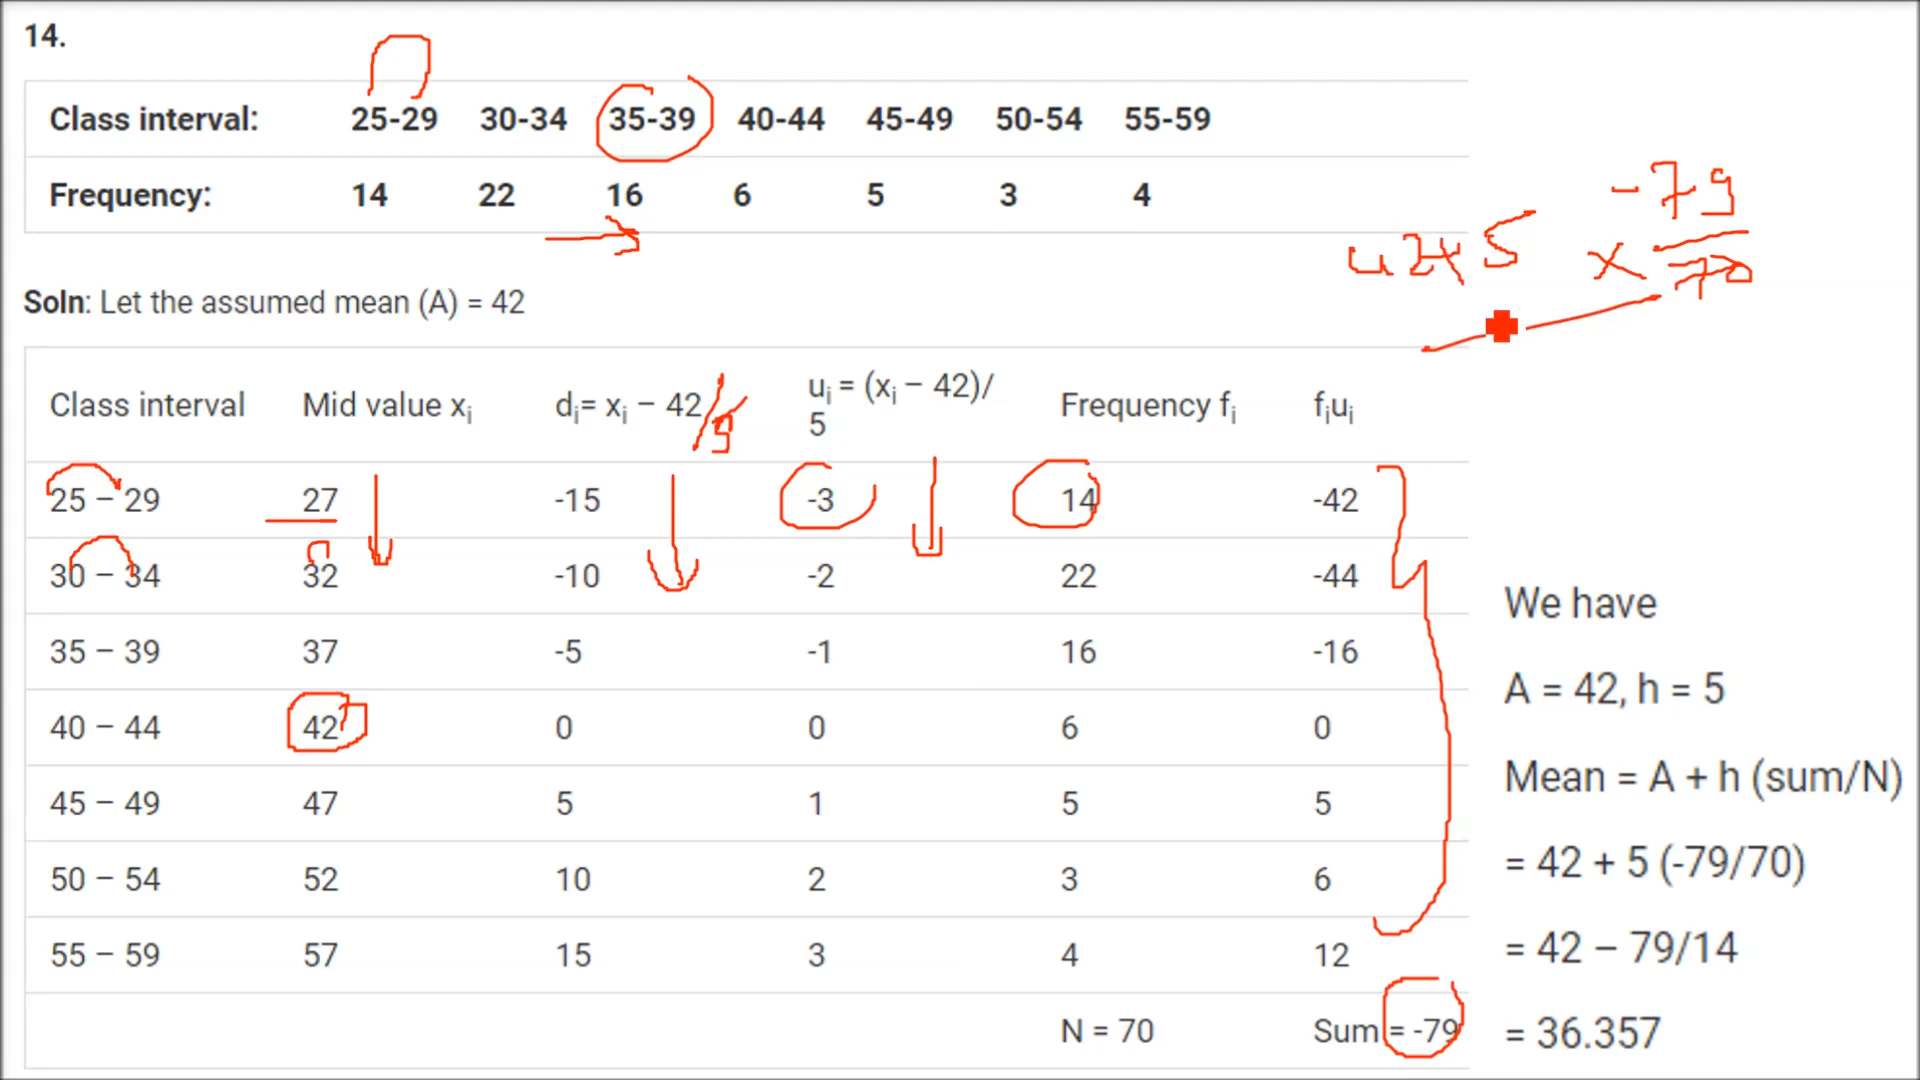 14.
Class interval: 25-29 30-34 35-39 40-44 45-49 50-54 55-59
Frequency: 14 22 16 6 5 3 4
-79
42+5 x
70
Soln: Let the assumed mean (A) = 42
Class interval Mid value xi di= xi – 42 /5 ui = (xi – 42)/ Frequency fi fiui
5
25 – 29 27 -15 -3 14 -42
30 – 34 32 -10 -2 22 -44
35 – 39 37 -5 -1 16 -16
40 – 44 42 0 0 6 0
45 – 49 47 5 1 5 5
50 – 54 52 10 2 3 6
55 – 59 57 15 3 4 12
N = 70 Sum = -79
We have
A = 42, h = 5
Mean = A + h (sum/N)
= 42 + 5 (-79/70)
= 42 – 79/14
= 36.357